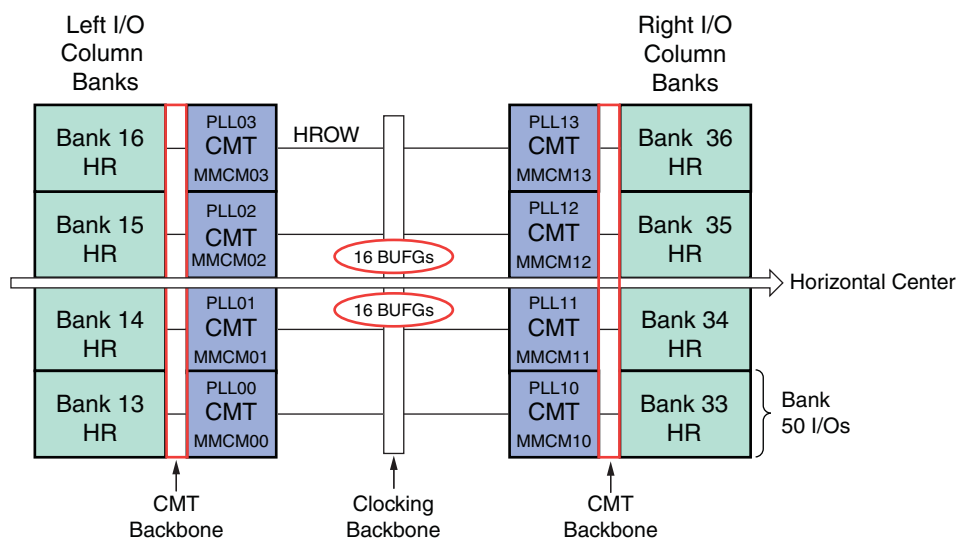 Left I/O
Column
Banks
Right I/O
Column
Banks
Bank 16
HR
PLL03
CMT
MMCM03
HROW
PLL13
CMT
MMCM13
Bank 36
HR
Bank 15
HR
PLL02
CMT
MMCM02
16 BUFGs
PLL12
CMT
MMCM12
Bank 35
HR
Horizontal Center
Bank 14
HR
PLL01
CMT
MMCM01
16 BUFGs
PLL11
CMT
MMCM11
Bank 34
HR
Bank 13
HR
PLL00
CMT
MMCM00
PLL10
CMT
MMCM10
Bank 33
HR
Bank
50 I/Os
CMT
Backbone
Clocking
Backbone
CMT
Backbone